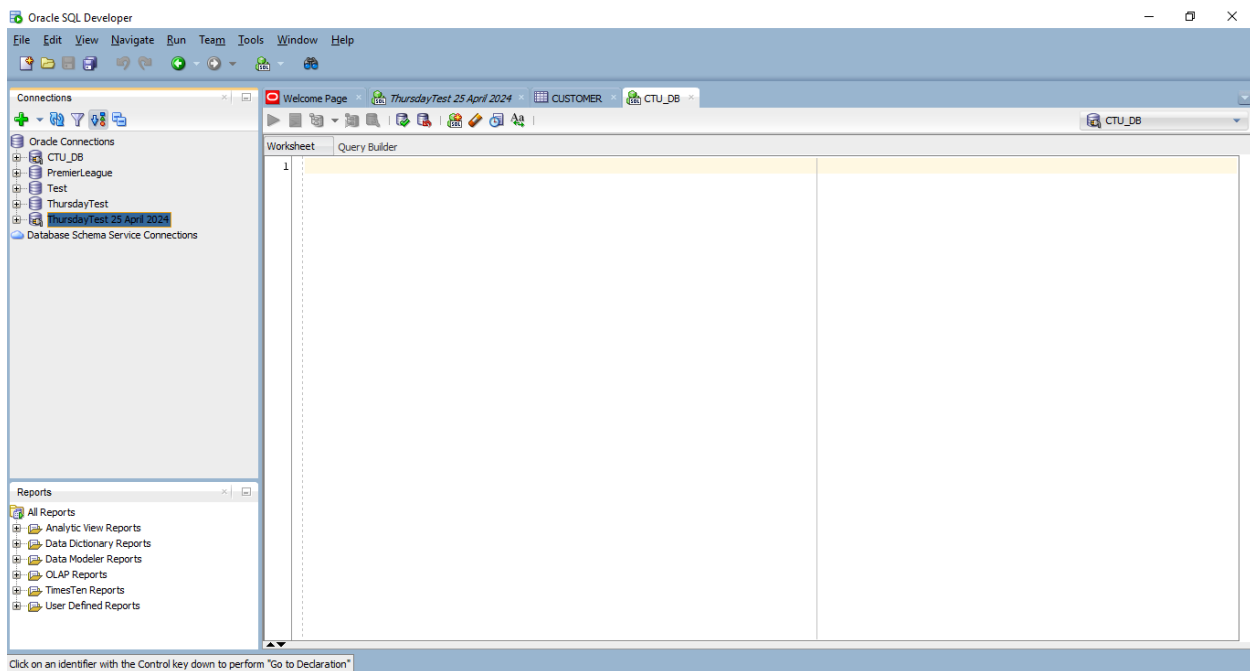 Oracle SQL Developer
File Edit View Navigate Run Team Tools Window Help
Connections
Oracle Connections
CTU_DB
PremierLeague
Test
ThursdayTest
ThursdayTest 25 April 2024
Database Schema Service Connections
Reports
All Reports
Analytic View Reports
Data Dictionary Reports
Data Modeler Reports
OLAP Reports
TimesTen Reports
User Defined Reports
Welcome Page ThursdayTest 25 April 2024 CUSTOMER CTU_DB
CTU_DB
Worksheet Query Builder
1
Click on an identifier with the Control key down to perform "Go to Declaration"